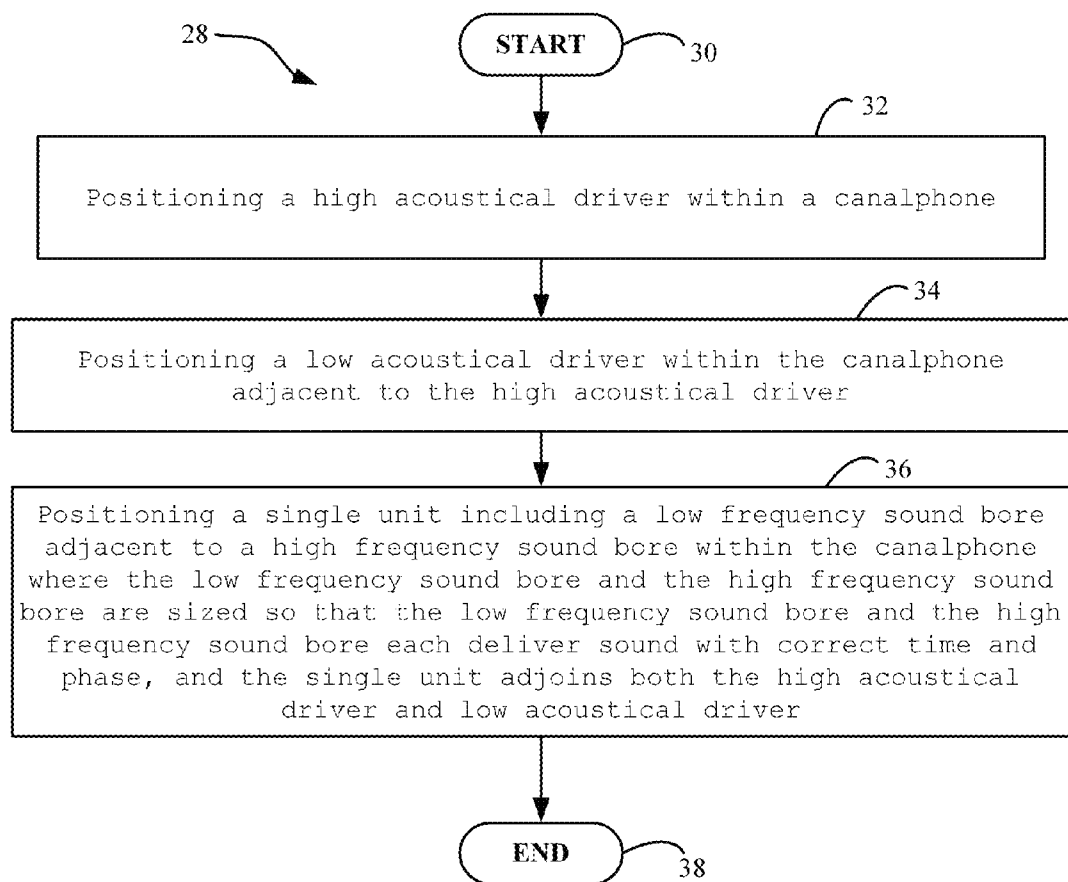 28
START
30
32
Positioning a high acoustical driver within a canalphone
34
Positioning a low acoustical driver within the canalphone
adjacent to the high acoustical driver
36
Positioning a single unit including a low frequency sound bore
adjacent to a high frequency sound bore within the canalphone
where the low frequency sound bore and the high frequency sound
bore are sized so that the low frequency sound bore and the high
frequency sound bore each deliver sound with correct time and
phase, and the single unit adjoins both the high acoustical
driver and low acoustical driver
END
38